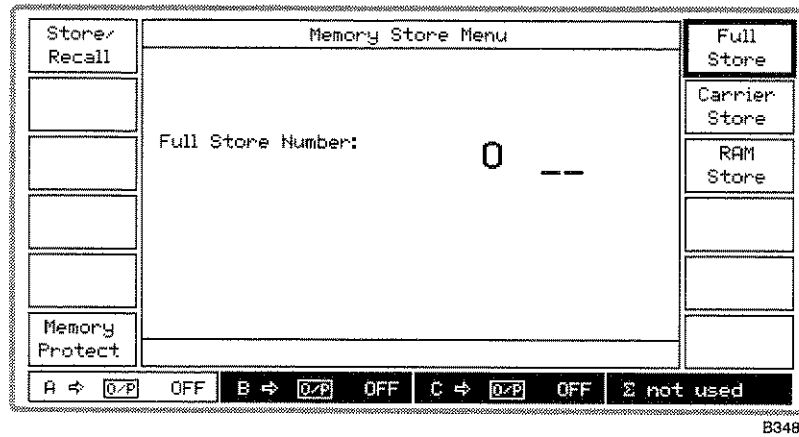 Store/
Recall
Memory Store Menu
Full
Store
Carrier
Store
Full Store Number: 0 __
RAM
Store
Memory
Protect
A ⇨ O/P OFF B ⇨ O/P OFF C ⇨ O/P OFF Σ not used
B348